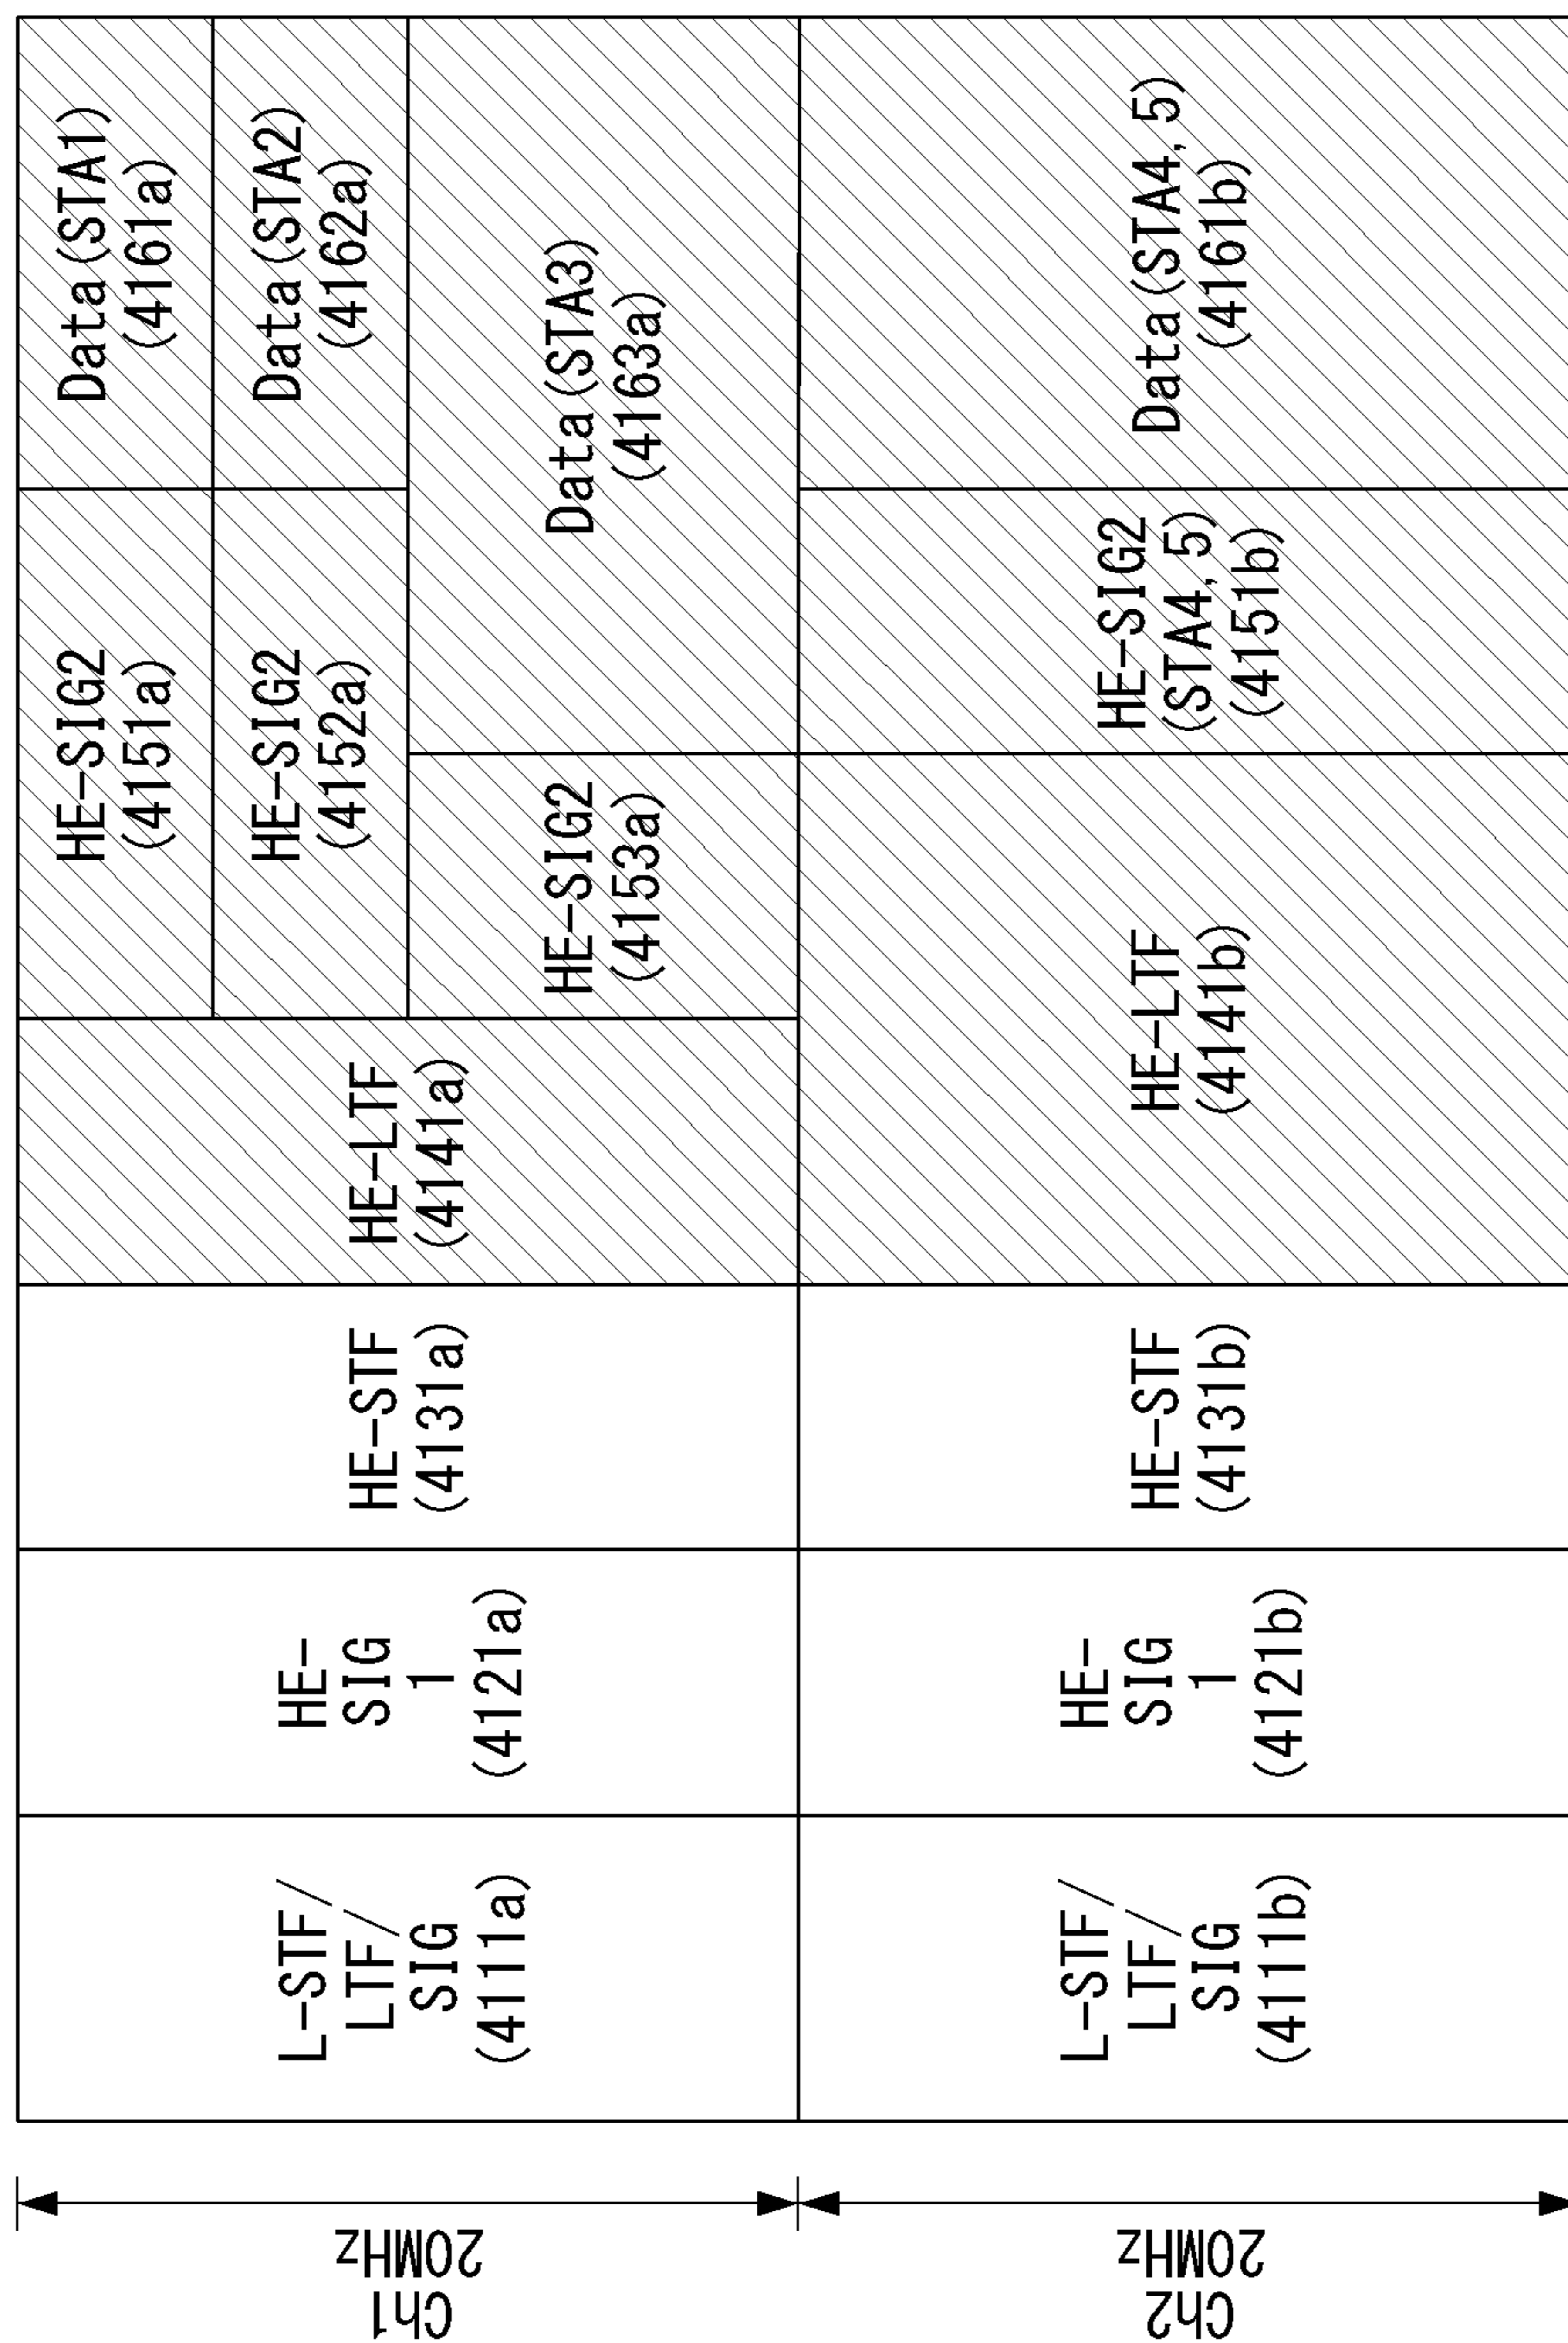 Ch1
20MHz
L-STF/
LTF/
SIG
(4111a)
HE-
SIG
1
(4121a)
HE-STF
(4131a)
HE-LTF
(4141a)
HE-SIG2
(4151a)
Data(STA1)
(4161a)
HE-SIG2
(4152a)
Data(STA2)
(4162a)
HE-SIG2
(4153a)
Data(STA3)
(4163a)
Ch2
20MHz
L-STF/
LTF/
SIG
(4111b)
HE-
SIG
1
(4121b)
HE-STF
(4131b)
HE-LTF
(4141b)
HE-SIG2
(STA4, 5)
(4151b)
Data(STA4, 5)
(4161b)